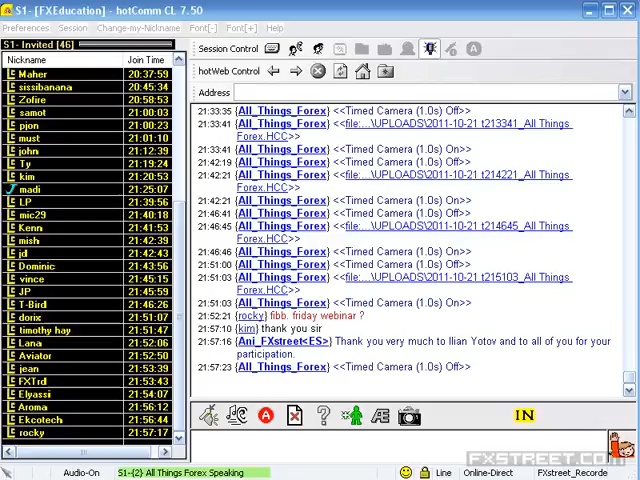 S1- [FXEducation] - hotComm CL 7.50
Preferences Session Change-my-Nickname Font[-] Font[+] Help
S1- Invited [46]
Nickname Join Time
Maher 20:37:59
sissibanana 20:45:34
Zofire 20:58:53
samot 21:00:03
pjon 21:00:23
must 21:01:10
john 21:12:39
Ty 21:19:24
kim 21:20:53
madi 21:25:07
LP 21:39:56
mic29 21:40:18
Kenn 21:41:53
mish 21:42:39
jd 21:42:43
Dominic 21:43:56
vince 21:45:15
JP 21:45:59
T-Bird 21:46:26
dorix 21:51:07
timothy hay 21:51:47
Lana 21:52:06
Aviator 21:52:50
jean 21:53:39
FXTrd 21:53:43
Elyassi 21:54:07
Aroma 21:56:12
Ekcotech 21:56:44
rocky 21:57:17
Session Control
hotWeb Control
Address
21:33:35 {All_Things_Forex} <<Timed Camera (1.0s) Off>>
21:33:41 {All_Things_Forex} <<file:...\UPLOADS\2011-10-21 t213341_All Things
Forex.HCC>>
21:33:41 {All_Things_Forex} <<Timed Camera (1.0s) On>>
21:42:19 {All_Things_Forex} <<Timed Camera (1.0s) Off>>
21:42:21 {All_Things_Forex} <<file:...\UPLOADS\2011-10-21 t214221_All Things
Forex.HCC>>
21:42:21 {All_Things_Forex} <<Timed Camera (1.0s) On>>
21:46:41 {All_Things_Forex} <<Timed Camera (1.0s) Off>>
21:46:45 {All_Things_Forex} <<file:...\UPLOADS\2011-10-21 t214645_All Things
Forex.HCC>>
21:46:46 {All_Things_Forex} <<Timed Camera (1.0s) On>>
21:51:00 {All_Things_Forex} <<Timed Camera (1.0s) Off>>
21:51:03 {All_Things_Forex} <<file:...\UPLOADS\2011-10-21 t215103_All Things
Forex.HCC>>
21:51:03 {All_Things_Forex} <<Timed Camera (1.0s) On>>
21:52:21 {rocky} fibb. friday webinar ?
21:57:10 {kim} thank you sir
21:57:16 {Ani_FXstreet<ES>} Thank you very much to Ilian Yotov and to all of you for your
participation.
21:57:23 {All_Things_Forex} <<Timed Camera (1.0s) Off>>
IN
FXSTREET.COM
Audio-On S1-{2} All Things Forex Speaking Line Online-Direct FXstreet_Recorde